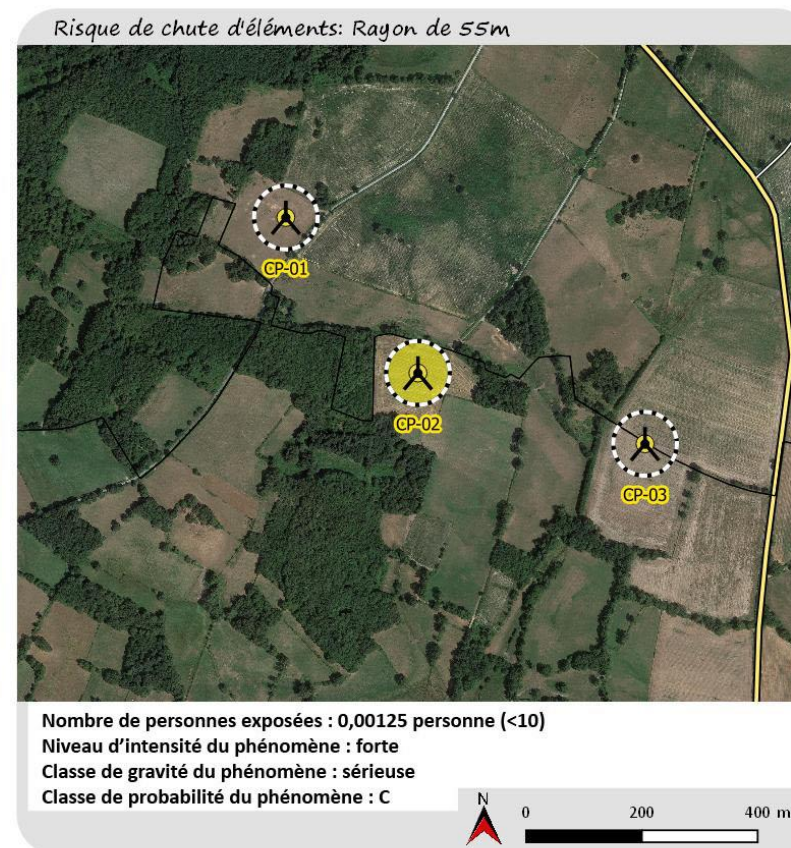 Risque de chute d'éléments: Rayon de 55m
CP-01
CP-02
CP-03
Nombre de personnes exposées : 0,00125 personne (<10)
Niveau d'intensité du phénomène : forte
Classe de gravité du phénomène : sérieuse
Classe de probabilité du phénomène : C
N
0 200 400 m